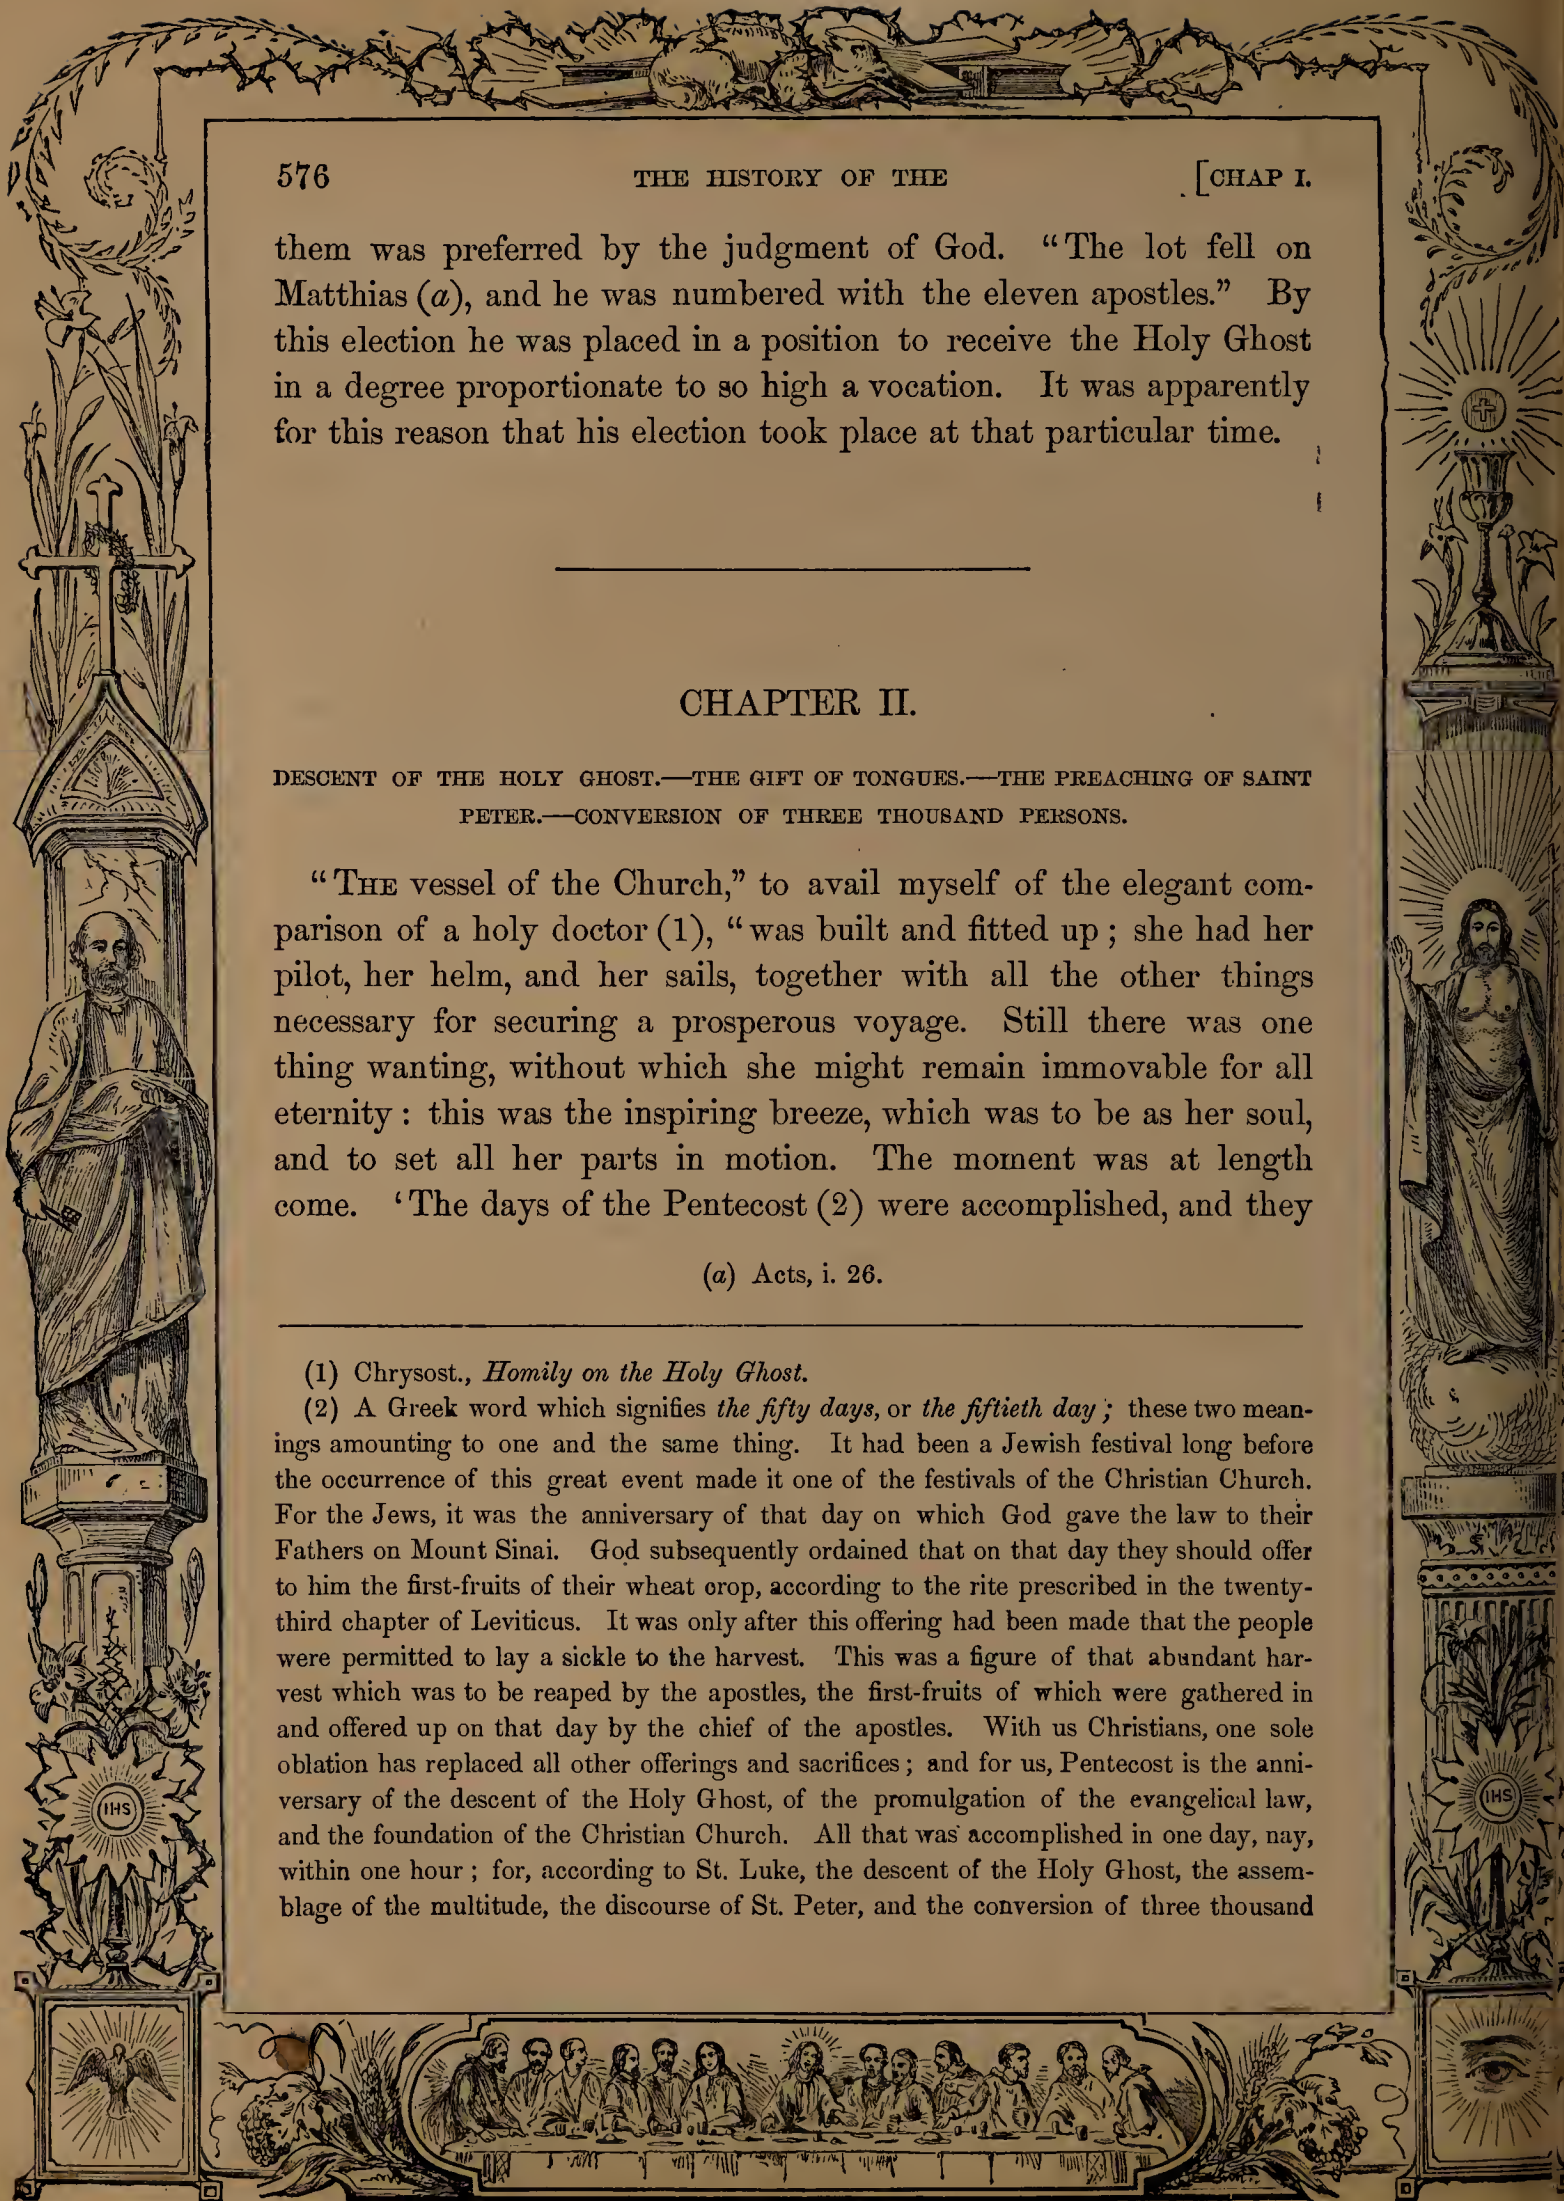 576 THE HISTORY OF THE [CHAP I.
them was preferred by the judgment of God. “The lot fell on
Matthias (a), and he was numbered with the eleven apostles.” By
this election he was placed in a position to receive the Holy Ghost
in a degree proportionate to so high a vocation. It was apparently
for this reason that his election took place at that particular time.
CHAPTER II.
DESCENT OF THE HOLY GHOST.—THE GIFT OF TONGUES.—THE PREACHING OF SAINT
PETER.—CONVERSION OF THREE THOUSAND PERSONS.
“THE vessel of the Church,” to avail myself of the elegant com-
parison of a holy doctor (1), “was built and fitted up; she had her
pilot, her helm, and her sails, together with all the other things
necessary for securing a prosperous voyage. Still there was one
thing wanting, without which she might remain immovable for all
eternity: this was the inspiring breeze, which was to be as her soul,
and to set all her parts in motion. The moment was at length
come. ‘The days of the Pentecost (2) were accomplished, and they
(a) Acts, i. 26.
(1) Chrysost., Homily on the Holy Ghost.
(2) A Greek word which signifies the fifty days, or the fiftieth day; these two mean-
ings amounting to one and the same thing. It had been a Jewish festival long before
the occurrence of this great event made it one of the festivals of the Christian Church.
For the Jews, it was the anniversary of that day on which God gave the law to their
Fathers on Mount Sinai. God subsequently ordained that on that day they should offer
to him the first-fruits of their wheat crop, according to the rite prescribed in the twenty-
third chapter of Leviticus. It was only after this offering had been made that the people
were permitted to lay a sickle to the harvest. This was a figure of that abundant har-
vest which was to be reaped by the apostles, the first-fruits of which were gathered in
and offered up on that day by the chief of the apostles. With us Christians, one sole
oblation has replaced all other offerings and sacrifices; and for us, Pentecost is the anni-
versary of the descent of the Holy Ghost, of the promulgation of the evangelical law,
and the foundation of the Christian Church. All that was accomplished in one day, nay,
within one hour; for, according to St. Luke, the descent of the Holy Ghost, the assem-
blage of the multitude, the discourse of St. Peter, and the conversion of three thousand
IHS
IHS